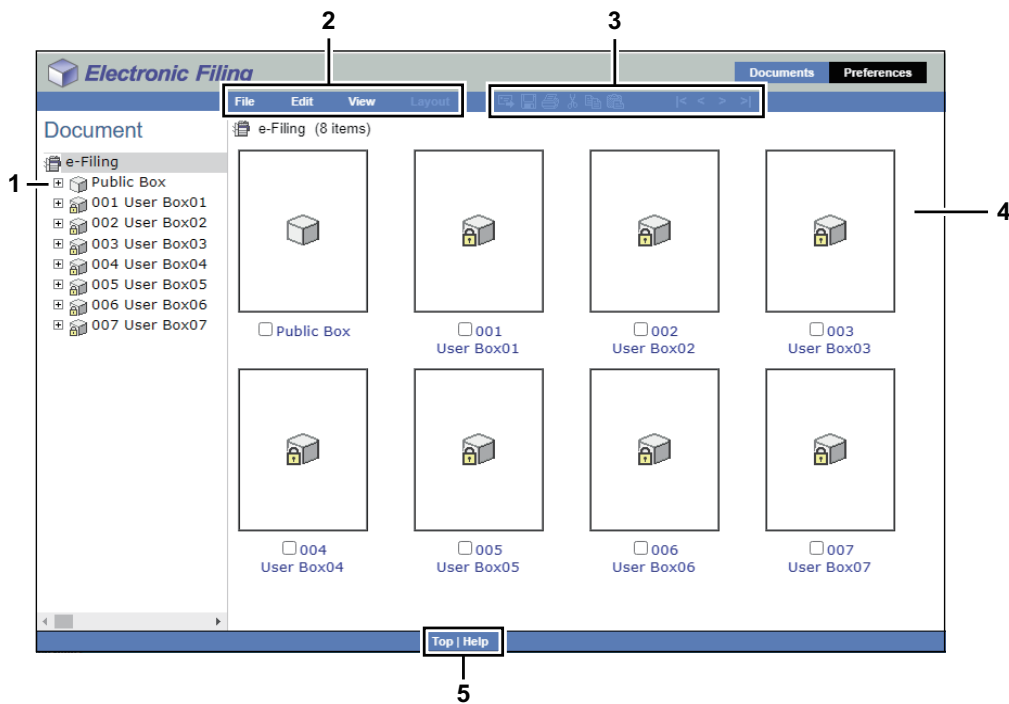 2
3
Electronic Filing
Documents Preferences
File Edit View Layout |< < > >|
Document
e-Filing (8 items)
e-Filing
1
Public Box
001 User Box01
002 User Box02
003 User Box03
004 User Box04
005 User Box05
006 User Box06
007 User Box07
4
Public Box
001
User Box01
002
User Box02
003
User Box03
004
User Box04
005
User Box05
006
User Box06
007
User Box07
Top | Help
5